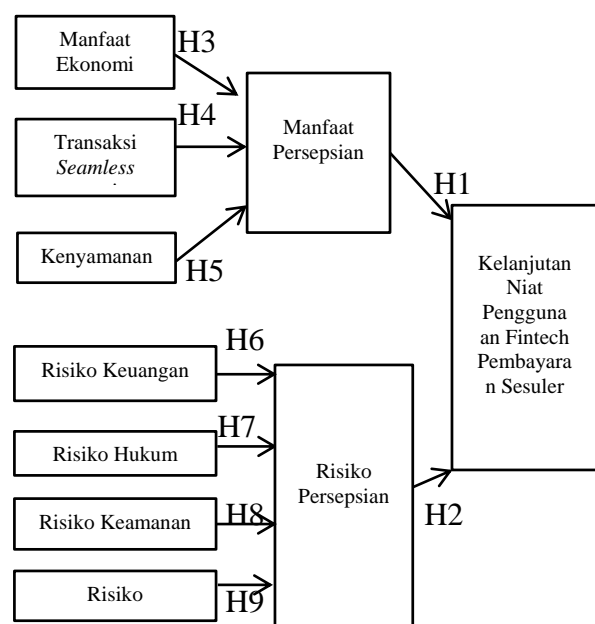 Manfaat
Ekonomi
H3
Transaksi
Seamless
H4
Kenyamanan
H5
Manfaat
Persepsian
H1
Kelanjutan
Niat
Pengguna
an Fintech
Pembayara
n Sesuler
Risiko Keuangan
H6
Risiko Hukum
H7
Risiko Keamanan
H8
Risiko
H9
Risiko
Persepsian
H2